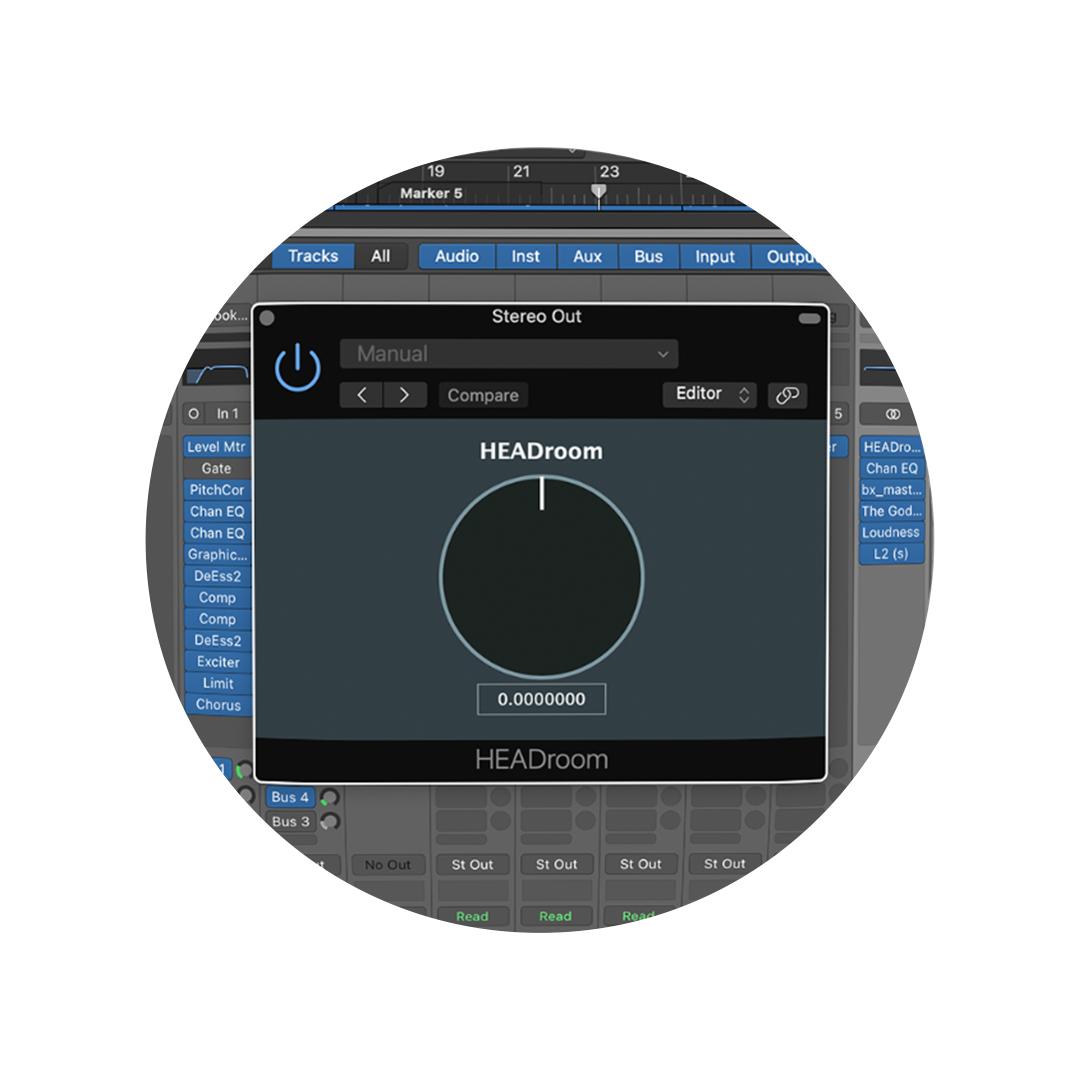 19 21 23
Marker 5
Tracks All Audio Inst Aux Bus Input Outpu
Stereo Out
Manual
Compare Editor
HEADroom
0.0000000
HEADroom
ook...
O In 1
Level Mtr
Gate
PitchCor
Chan EQ
Chan EQ
Graphic...
DeEss2
Comp
Comp
DeEss2
Exciter
Limit
Chorus
5
HEADro...
Chan EQ
bx_mast...
The God...
Loudness
L2 (s)
Bus 4
Bus 3
No Out St Out St Out St Out St Out
Read Read Read